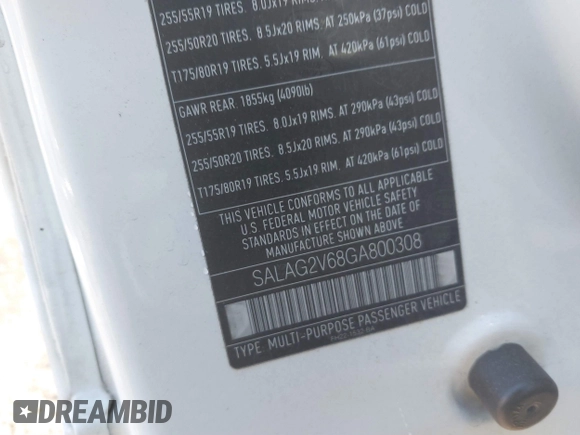 255/55R19 TIRES. 8.0Jx19 RIMS.
255/50R20 TIRES. 8.5Jx20 RIMS. AT 250kPA (37psi) COLD
T175/80R19 TIRES. 5.5Jx19 RIM. AT 420kPA (61psi) COLD
GAWR REAR. 1855kg (4090lb)
255/55R19 TIRES. 8.0Jx19 RIMS. AT 290kPA (43psi) COLD
255/50R20 TIRES. 8.5Jx20 RIMS. AT 290kPA (43psi) COLD
T175/80R19 TIRES. 5.5Jx19 RIM. AT 420kPA (61psi) COLD
THIS VEHICLE CONFORMS TO ALL APPLICABLE
U.S. FEDERAL MOTOR VEHICLE SAFETY
STANDARDS IN EFFECT ON THE DATE OF
MANUFACTURE SHOWN ABOVE.
SALAG2V68GA800308
TYPE. MULTI-PURPOSE PASSENGER VEHICLE
DREAMBID